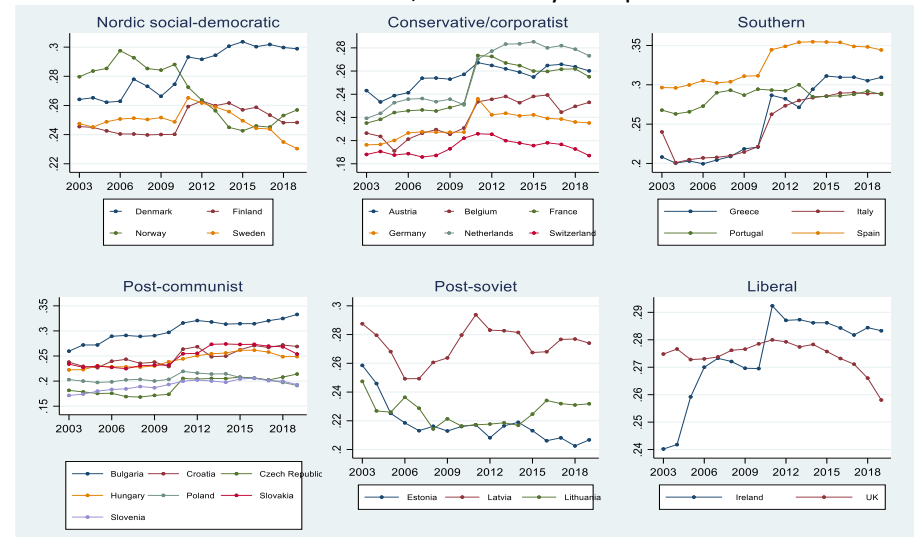 Nordic social-democratic
.3
.28
.26
.24
.22
2003 2006 2009 2012 2015 2018
Denmark Finland
Norway Sweden
Conservative/corporatist
.28
.26
.24
.22
.2
.18
2003 2006 2009 2012 2015 2018
Austria Belgium France
Germany Netherlands Switzerland
Southern
.35
.3
.25
.2
2003 2006 2009 2012 2015 2018
Greece Italy
Portugal Spain
Post-communist
.35
.3
.25
.2
.15
2003 2006 2009 2012 2015 2018
Bulgaria Croatia Czech Republic
Hungary Poland Slovakia
Slovenia
Post-soviet
.3
.28
.26
.24
.22
.2
2003 2006 2009 2012 2015 2018
Estonia Latvia Lithuania
Liberal
.29
.28
.27
.26
.25
.24
2003 2006 2009 2012 2015 2018
Ireland UK